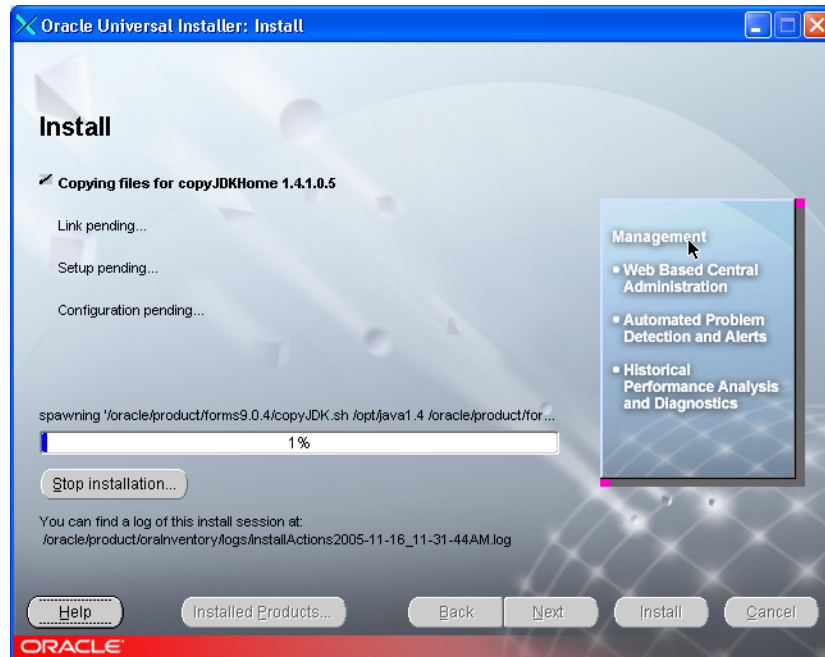 Oracle Universal Installer: Install
Install
Copying files for copyJDKHome 1.4.1.0.5
Link pending...
Setup pending...
Configuration pending...
Management
• Web Based Central
Administration
• Automated Problem
Detection and Alerts
• Historical
Performance Analysis
and Diagnostics
spawning '/oracle/product/forms9.0.4/copyJDK.sh /opt/java1.4 /oracle/product/for...
1%
Stop installation...
You can find a log of this install session at:
/oracle/product/oraInventory/logs/installActions2005-11-16_11-31-44AM.log
Help
Installed Products...
Back
Next
Install
Cancel
ORACLE